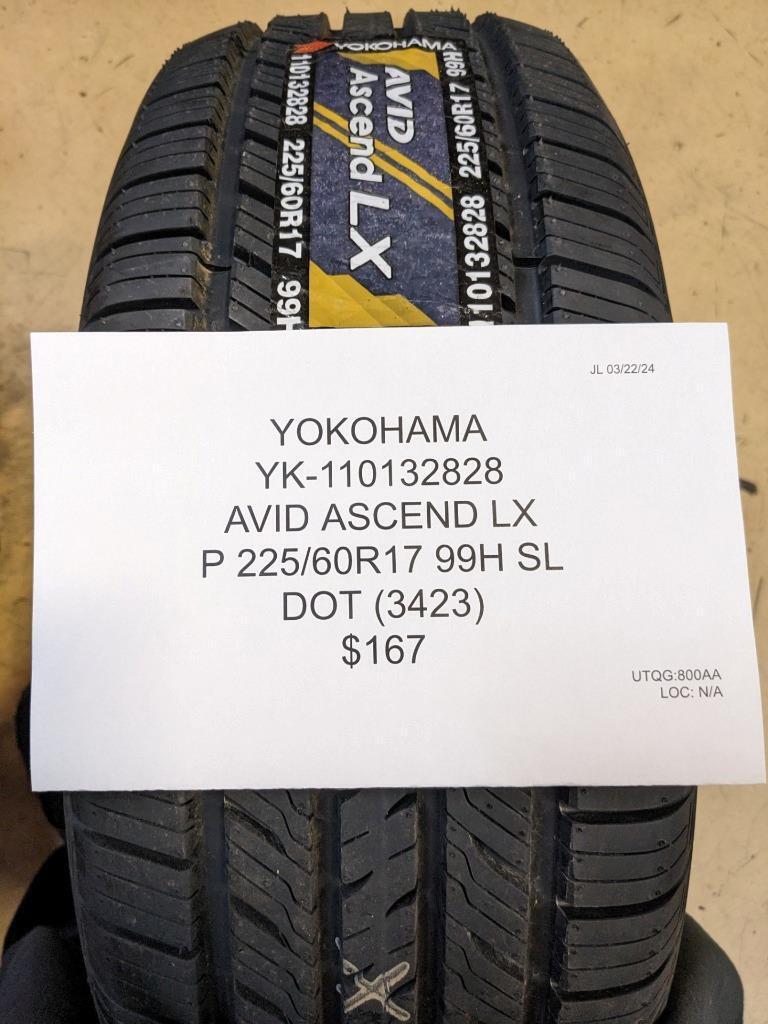 YOKOHAMA
AVID
Ascend LX
110132828 225/60R17 99H
110132828 225/60R17 99H
JL 03/22/24
YOKOHAMA
YK-110132828
AVID ASCEND LX
P 225/60R17 99H SL
DOT (3423)
$167
UTQG:800AA
LOC: N/A
X